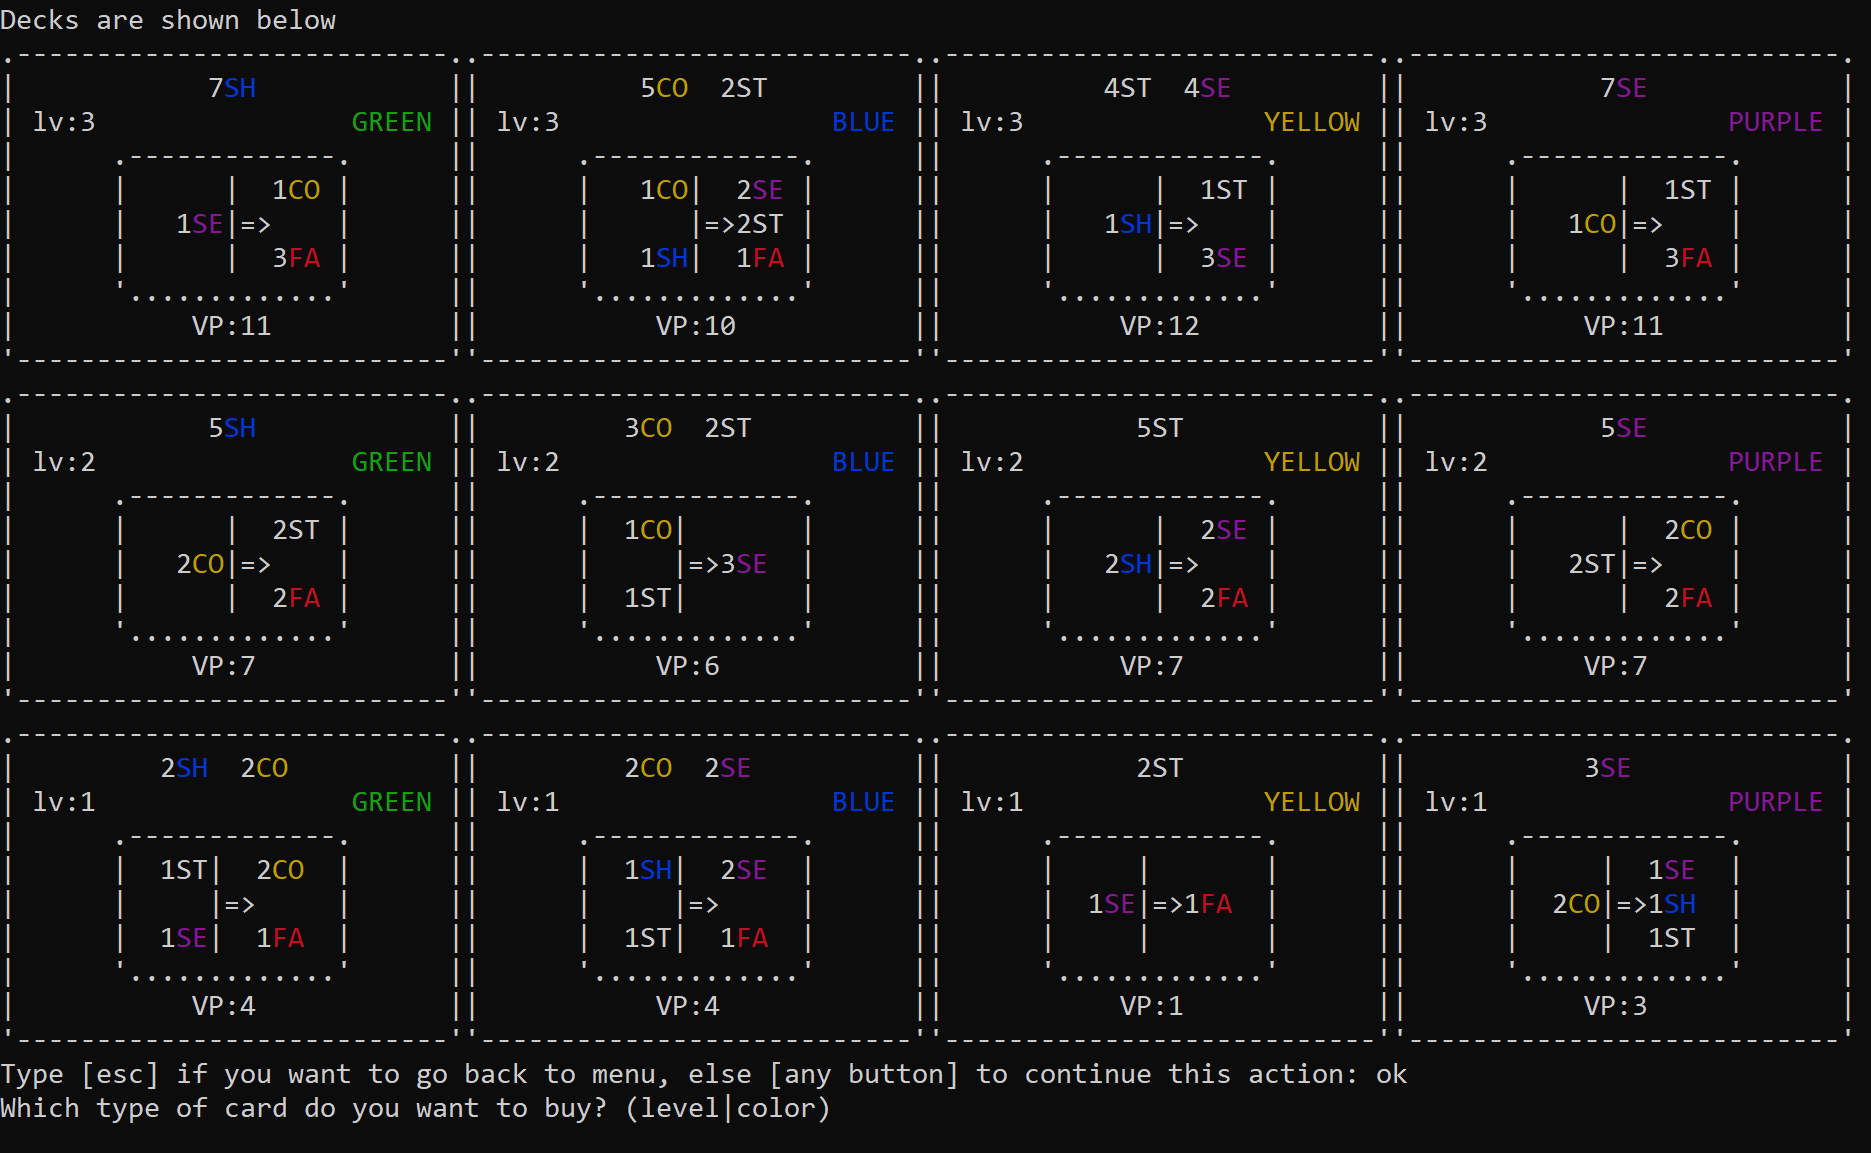 Decks are shown below
.---------------------------..---------------------------..---------------------------..---------------------------.
|            7SH            ||          5CO  2ST         ||          4ST  4SE         ||            7SE            |
| lv:3                GREEN || lv:3                 BLUE || lv:3               YELLOW || lv:3               PURPLE |
|      .-------------.      ||      .-------------.      ||      .-------------.      ||      .-------------.      |
|      |      |  1CO |      ||      |   1CO|  2SE |      ||      |      |  1ST |      ||      |      |  1ST |      |
|      |   1SE|=>    |      ||      |      |=>2ST |      ||      |   1SH|=>    |      ||      |   1CO|=>    |      |
|      |      |  3FA |      ||      |   1SH|  1FA |      ||      |      |  3SE |      ||      |      |  3FA |      |
|      '.............'      ||      '.............'      ||      '.............'      ||      '.............'      |
|           VP:11           ||           VP:10           ||           VP:12           ||           VP:11           |
'---------------------------''---------------------------''---------------------------''---------------------------'
.---------------------------..---------------------------..---------------------------..---------------------------.
|            5SH            ||         3CO  2ST          ||            5ST            ||            5SE            |
| lv:2                GREEN || lv:2                 BLUE || lv:2               YELLOW || lv:2               PURPLE |
|      .-------------.      ||      .-------------.      ||      .-------------.      ||      .-------------.      |
|      |      |  2ST |      ||      |  1CO|       |      ||      |      |  2SE |      ||      |      |  2CO |      |
|      |   2CO|=>    |      ||      |     |=>3SE  |      ||      |   2SH|=>    |      ||      |   2ST|=>    |      |
|      |      |  2FA |      ||      |  1ST|       |      ||      |      |  2FA |      ||      |      |  2FA |      |
|      '.............'      ||      '.............'      ||      '.............'      ||      '.............'      |
|           VP:7            ||           VP:6            ||           VP:7            ||           VP:7            |
'---------------------------''---------------------------''---------------------------''---------------------------'
.---------------------------..---------------------------..---------------------------..---------------------------.
|         2SH  2CO          ||         2CO  2SE          ||            2ST            ||           3SE             |
| lv:1                GREEN || lv:1                 BLUE || lv:1               YELLOW || lv:1               PURPLE |
|      .-------------.      ||      .-------------.      ||      .-------------.      ||      .-------------.      |
|      |  1ST|  2CO  |      ||      |  1SH|  2SE  |      ||      |     |       |      ||      |     |  1SE  |      |
|      |     |=>     |      ||      |     |=>     |      ||      |  1SE|=>1FA  |      ||      |  2CO|=>1SH  |      |
|      |  1SE|  1FA  |      ||      |  1ST|  1FA  |      ||      |     |       |      ||      |     |  1ST  |      |
|      '.............'      ||      '.............'      ||      '.............'      ||      '.............'      |
|           VP:4            ||           VP:4            ||           VP:1            ||           VP:3            |
'---------------------------''---------------------------''---------------------------''---------------------------'
Type [esc] if you want to go back to menu, else [any button] to continue this action: ok
Which type of card do you want to buy? (level|color)